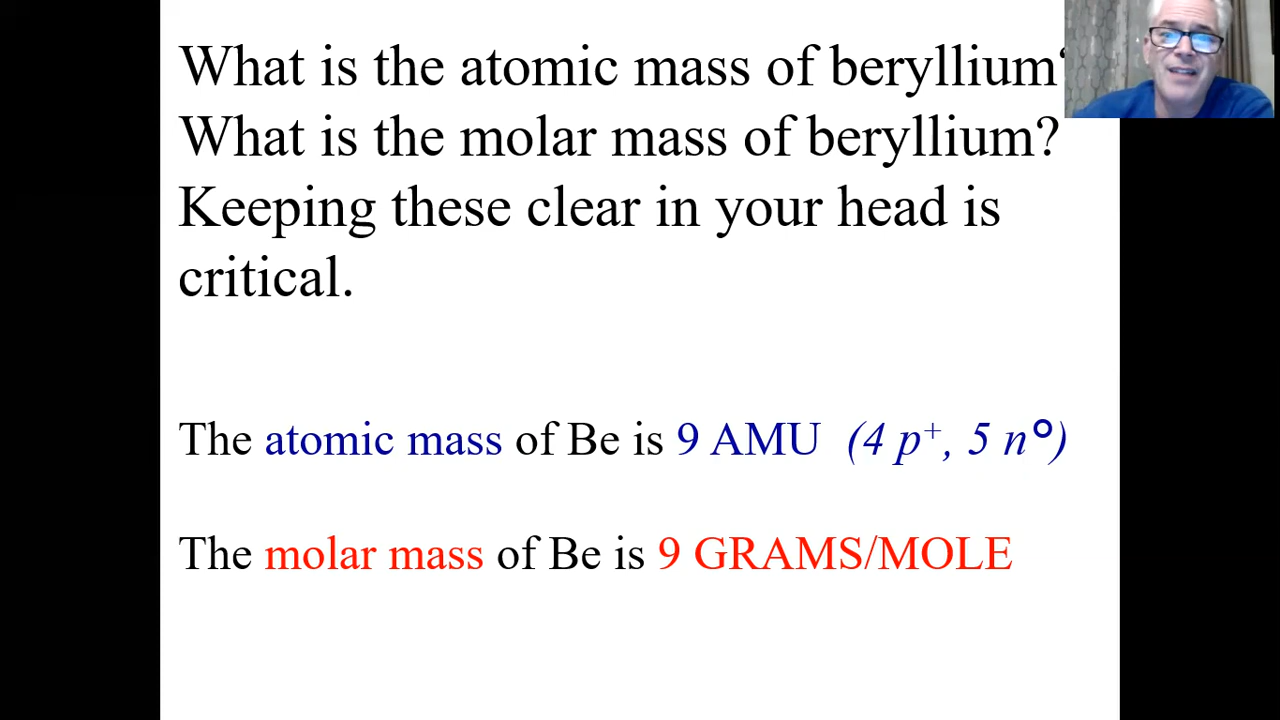 What is the atomic mass of beryllium?
What is the molar mass of beryllium?
Keeping these clear in your head is
critical.
The atomic mass of Be is 9 AMU (4 p⁺, 5 n°)
The molar mass of Be is 9 GRAMS/MOLE